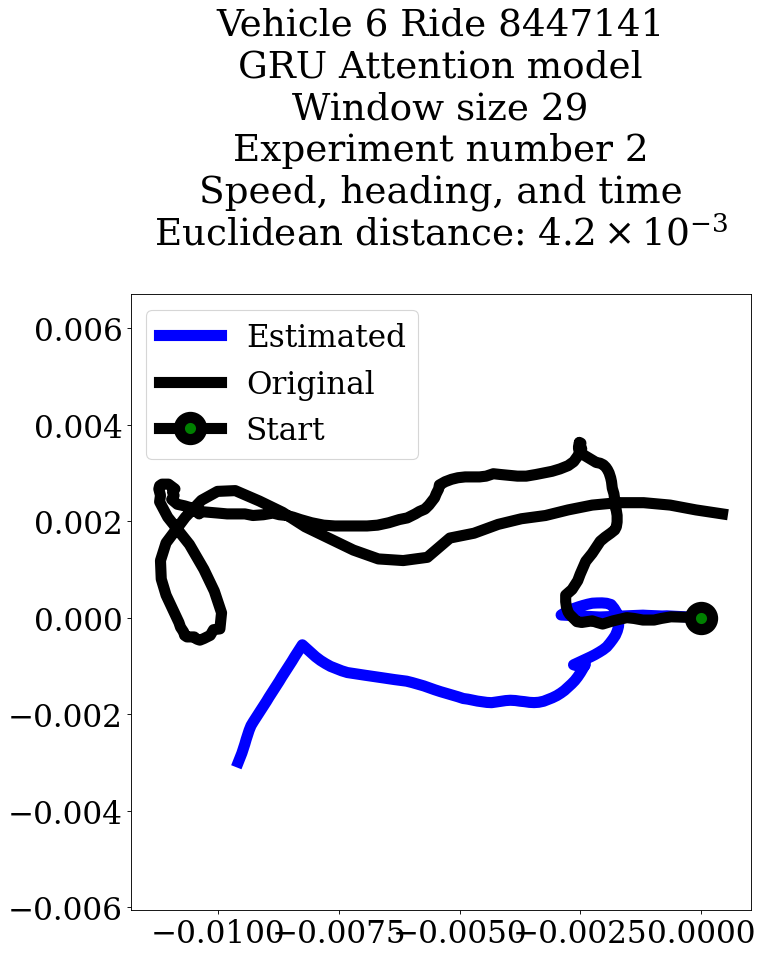 Vehicle 6 Ride 8447141
GRU Attention model
Window size 29
Experiment number 2
Speed, heading, and time
Euclidean distance: 4.2 × 10⁻³
Estimated
Original
Start
0.006
0.004
0.002
0.000
−0.002
−0.004
−0.006
−0.0100 −0.0075 −0.0050 −0.0025 0.0000